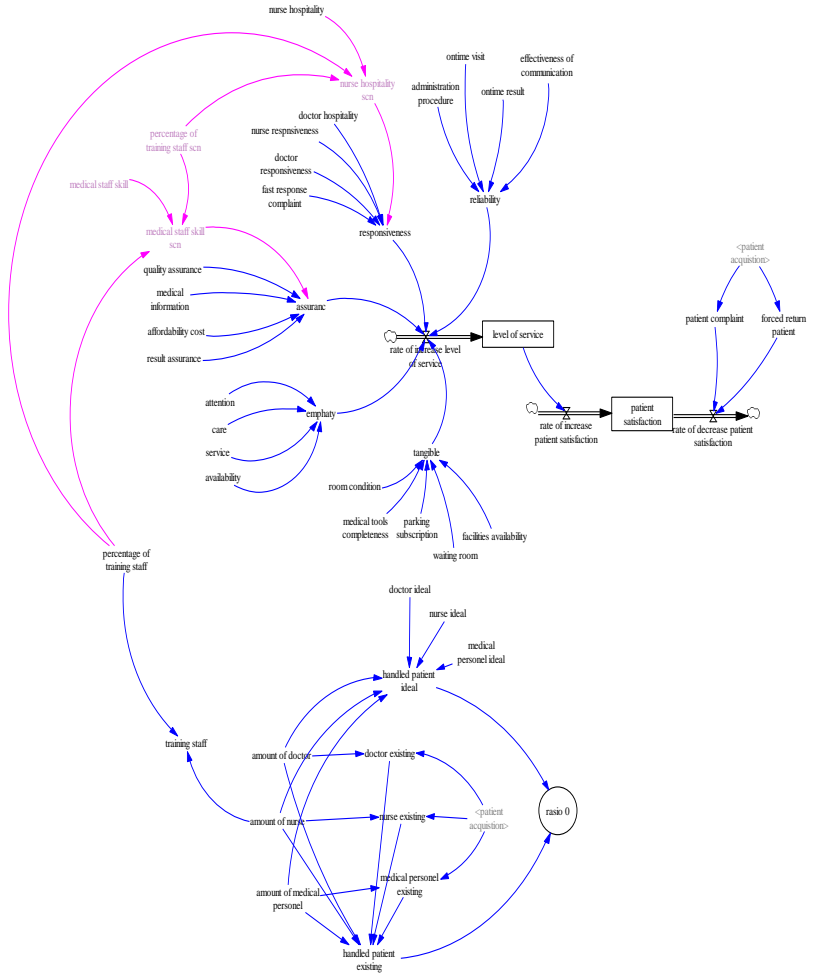 nurse hospitality
ontime visit
effectiveness of
communication
nurse hospitality
scn
administration
procedure
ontime result
doctor hospitality
nurse respnsiveness
percentage of
training staff scn
doctor
responsiveness
medical staff skill
fast response
complaint
reliability
medical staff skill
scn
responsiveness
<patient
acquistion>
quality assurance
medical
information
assuranc
patient complaint
forced return
patient
affordability cost
level of service
rate of increase level
of service
result assurance
attention
emphaty
patient
satisfaction
care
rate of increase
patient satisfaction
rate of decrease patient
satisfaction
service
tangible
availability
room condition
medical tools
completeness
parking
subscription
facilities availability
waiting room
percentage of
training staff
doctor ideal
nurse ideal
medical
personel ideal
handled patient
ideal
training staff
amount of doctor
doctor existing
amount of nurse
nurse existing
<patient
acquistion>
rasio 0
medical personel
existing
amount of medical
personel
handled patient
existing